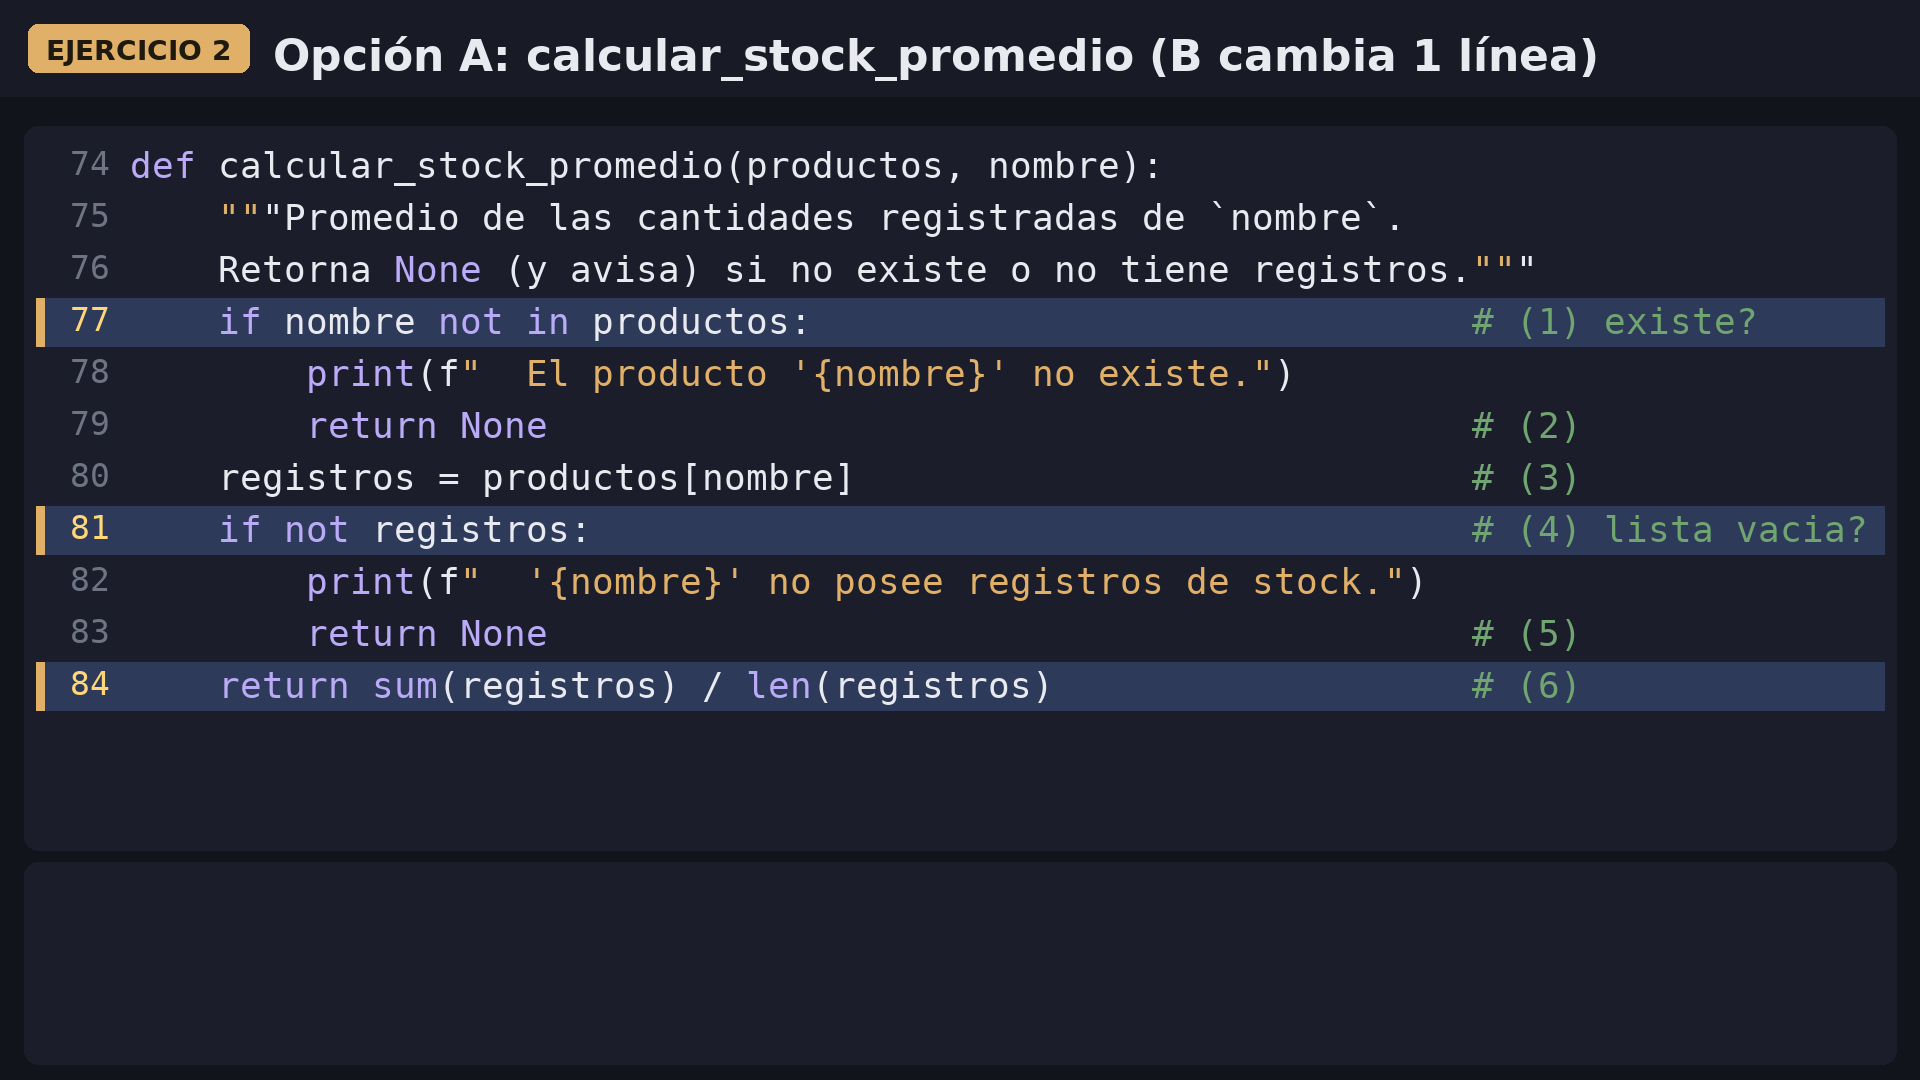 EJERCICIO 2 Opción A: calcular_stock_promedio (B cambia 1 línea)
74 def calcular_stock_promedio(productos, nombre):
75     """Promedio de las cantidades registradas de `nombre`.
76     Retorna None (y avisa) si no existe o no tiene registros."""
77     if nombre not in productos:                              # (1) existe?
78         print(f"  El producto '{nombre}' no existe.")
79         return None                                          # (2)
80     registros = productos[nombre]                            # (3)
81     if not registros:                                        # (4) lista vacia?
82         print(f"  '{nombre}' no posee registros de stock.")
83         return None                                          # (5)
84     return sum(registros) / len(registros)                   # (6)